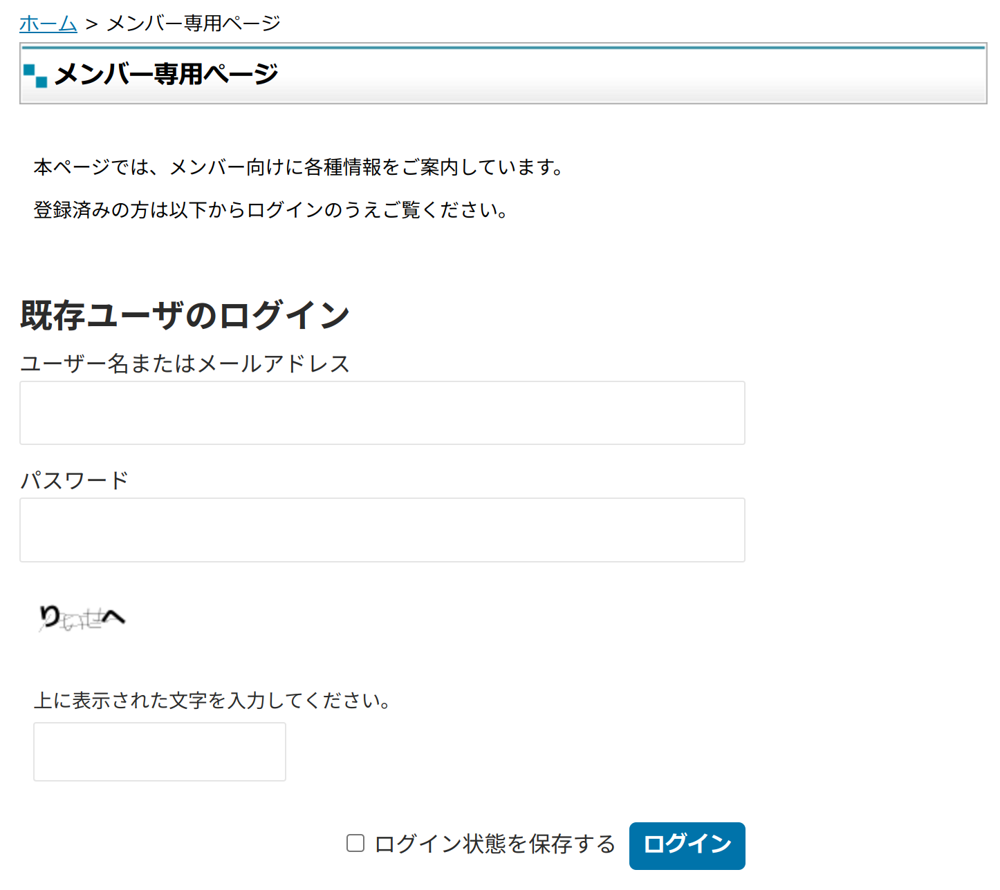 ホーム > メンバー専用ページ
メンバー専用ページ
本ページでは、メンバー向けに各種情報をご案内しています。
登録済みの方は以下からログインのうえご覧ください。
既存ユーザのログイン
ユーザー名またはメールアドレス
パスワード
りいせへ
上に表示された文字を入力してください。
ログイン状態を保存する ログイン